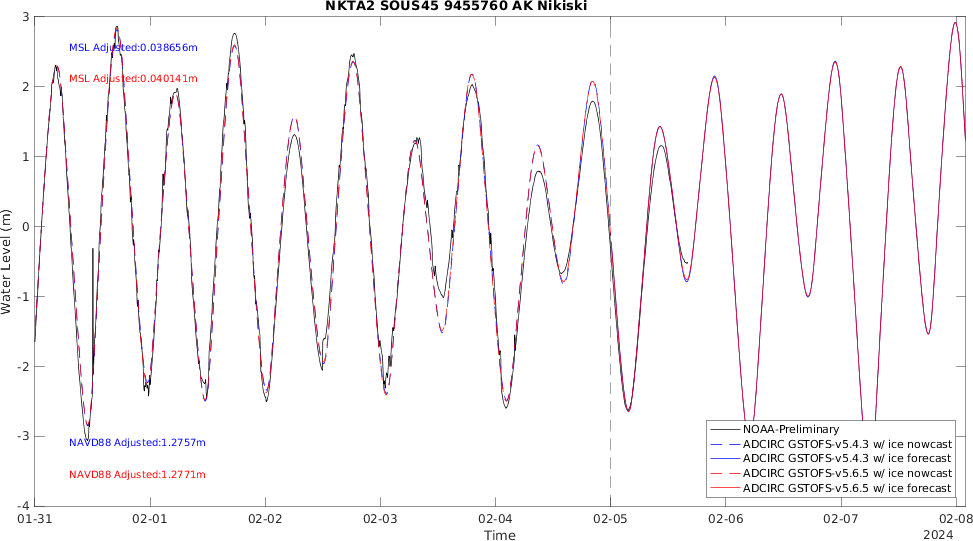 NKTA2 SOUS45 9455760 AK Nikiski
3
MSL Adjusted:0.038656m
MSL Adjusted:0.040141m
2
1
0
Water Level (m)
-1
-2
-3
NAVD88 Adjusted:1.2757m
NAVD88 Adjusted:1.2771m
NOAA-Preliminary
ADCIRC GSTOFS-v5.4.3 w/ ice nowcast
ADCIRC GSTOFS-v5.4.3 w/ ice forecast
ADCIRC GSTOFS-v5.6.5 w/ ice nowcast
ADCIRC GSTOFS-v5.6.5 w/ ice forecast
-4
01-31 02-01 02-02 02-03 02-04 02-05 02-06 02-07 02-08
Time
2024